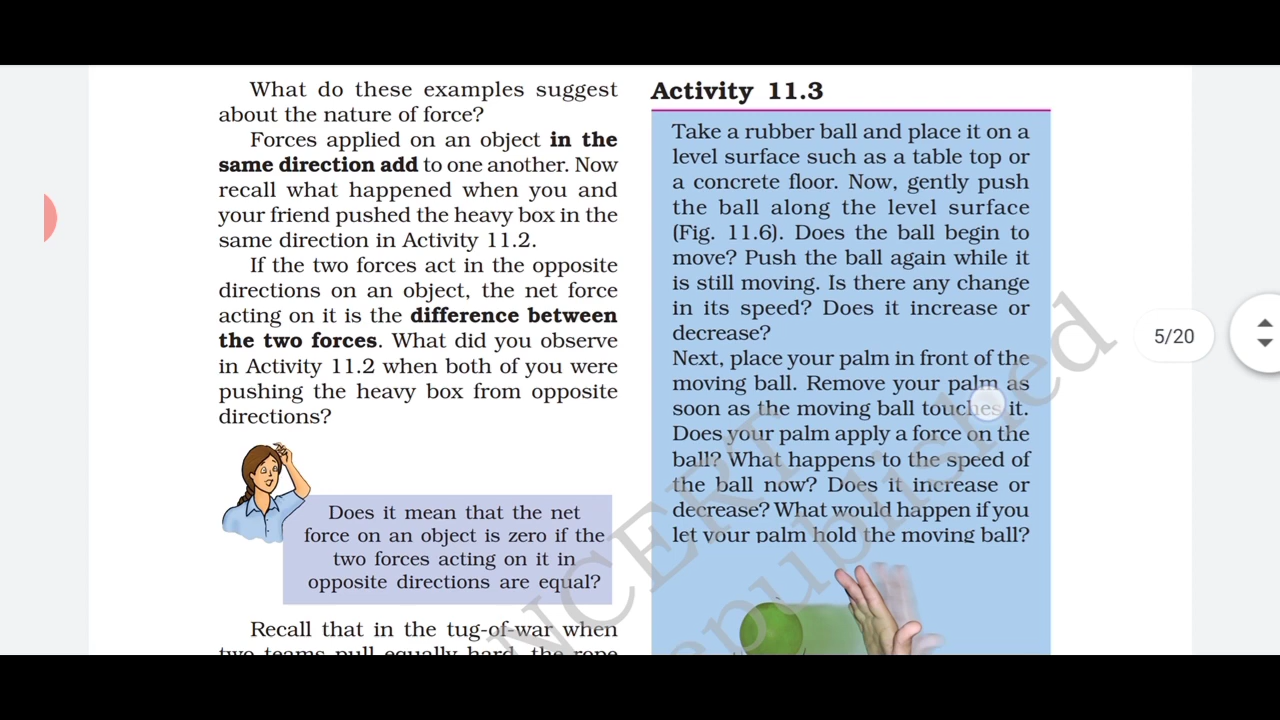 What do these examples suggest
about the nature of force?
Forces applied on an object in the
same direction add to one another. Now
recall what happened when you and
your friend pushed the heavy box in the
same direction in Activity 11.2.
If the two forces act in the opposite
directions on an object, the net force
acting on it is the difference between
the two forces. What did you observe
in Activity 11.2 when both of you were
pushing the heavy box from opposite
directions?
Does it mean that the net
force on an object is zero if the
two forces acting on it in
opposite directions are equal?
Recall that in the tug-of-war when
two teams pull equally hard, the rope
Activity 11.3
Take a rubber ball and place it on a
level surface such as a table top or
a concrete floor. Now, gently push
the ball along the level surface
(Fig. 11.6). Does the ball begin to
move? Push the ball again while it
is still moving. Is there any change
in its speed? Does it increase or
decrease?
Next, place your palm in front of the
moving ball. Remove your palm as
soon as the moving ball touches it.
Does your palm apply a force on the
ball? What happens to the speed of
the ball now? Does it increase or
decrease? What would happen if you
let your palm hold the moving ball?
5/20
NCERT
republished